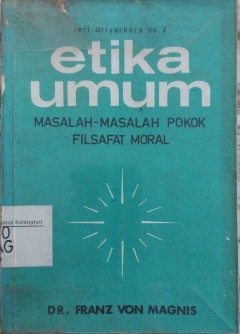 seri driyarkara no.2
etika
umum
MASALAH-MASALAH POKOK
FILSAFAT MORAL
DR. FRANZ VON MAGNIS